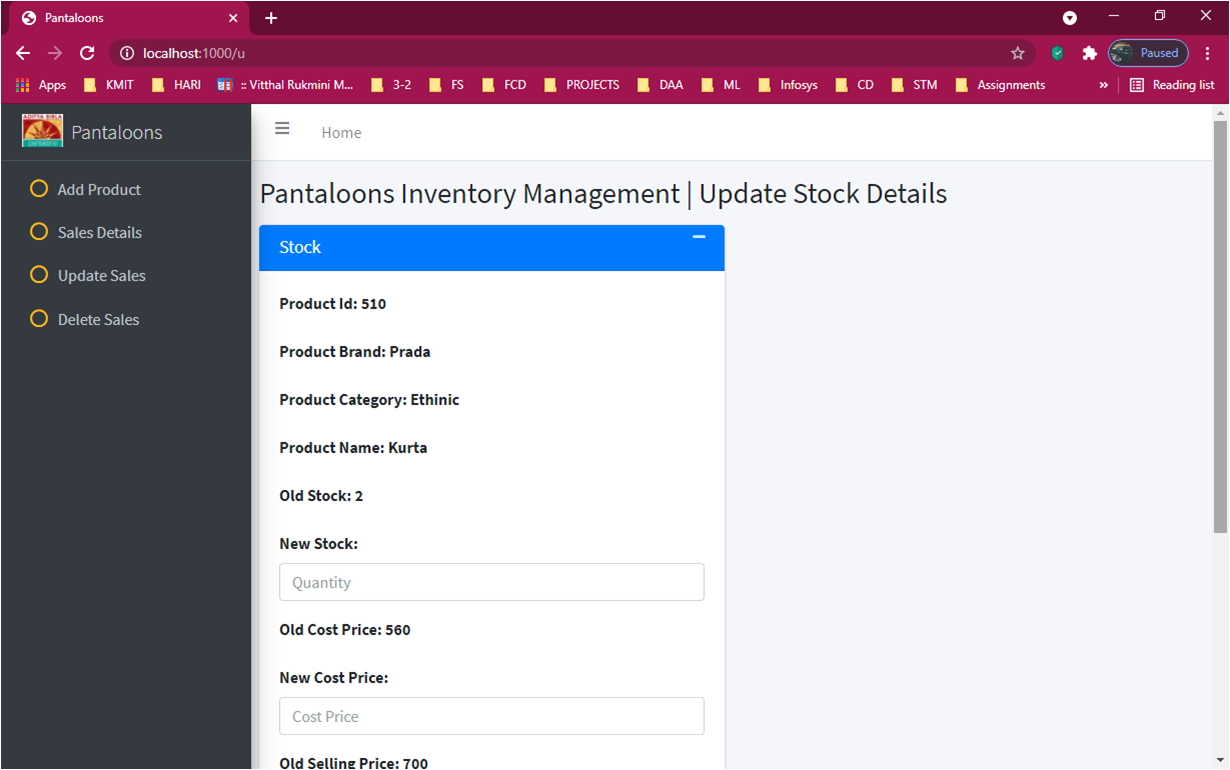 Pantaloons
localhost:1000/u
Paused
Apps KMIT HARI :: Vitthal Rukmini M... 3-2 FS FCD PROJECTS DAA ML Infosys CD STM Assignments » Reading list
ADITYA BIRLA
pantaloons
Pantaloons
Home
Add Product
Sales Details
Update Sales
Delete Sales
Pantaloons Inventory Management | Update Stock Details
Stock
Product Id: 510
Product Brand: Prada
Product Category: Ethinic
Product Name: Kurta
Old Stock: 2
New Stock:
Quantity
Old Cost Price: 560
New Cost Price:
Cost Price
Old Selling Price: 700